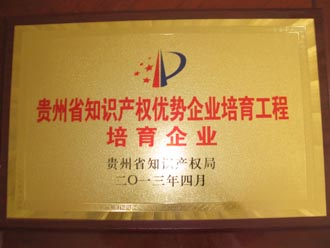 贵州省知识产权优势企业培育工程
培育企业
贵州省知识产权局
二〇一三年四月